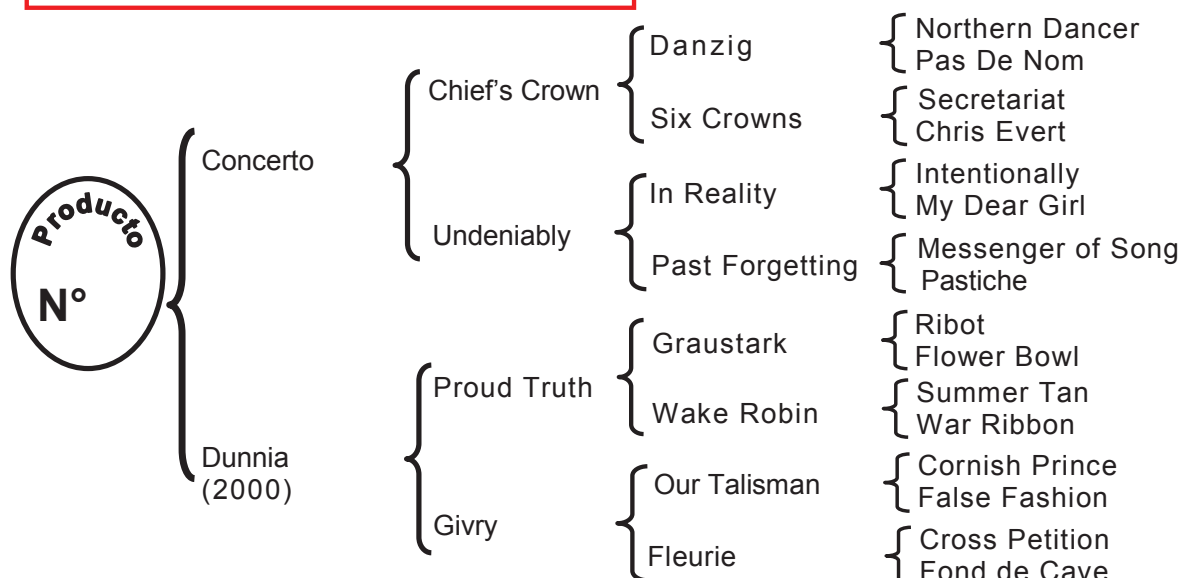 Producto
N°
Concerto
Dunnia
(2000)
Chief's Crown
Undeniably
Proud Truth
Givry
Danzig
Six Crowns
In Reality
Past Forgetting
Graustark
Wake Robin
Our Talisman
Fleurie
Northern Dancer
Pas De Nom
Secretariat
Chris Evert
Intentionally
My Dear Girl
Messenger of Song
Pastiche
Ribot
Flower Bowl
Summer Tan
War Ribbon
Cornish Prince
False Fashion
Cross Petition
Fond de Cave